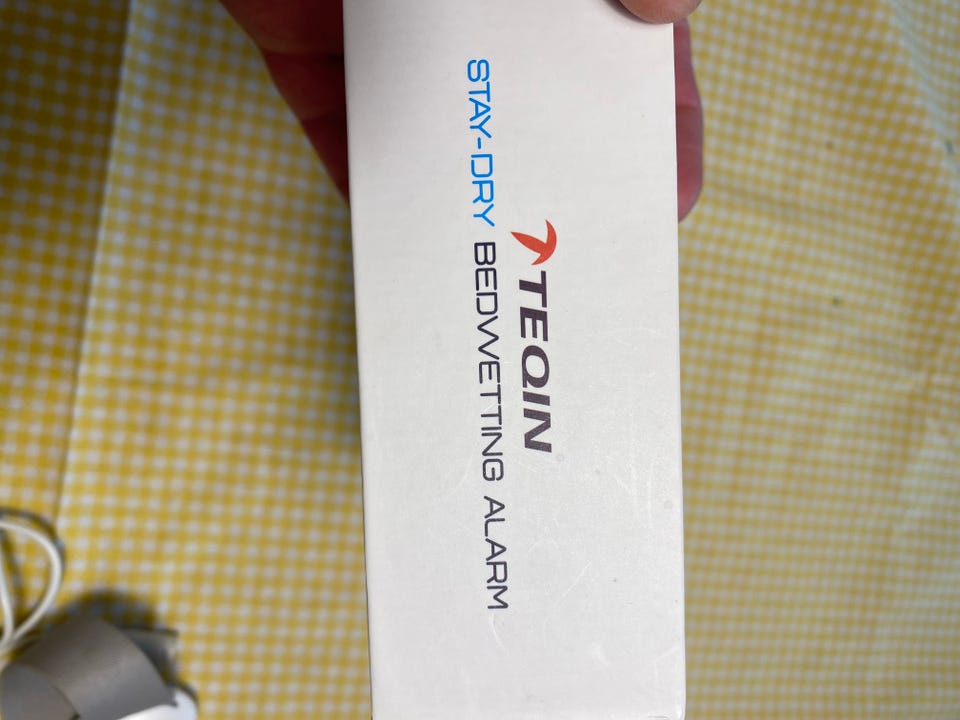 TEQIN
STAY-DRY BEDWETTING ALARM